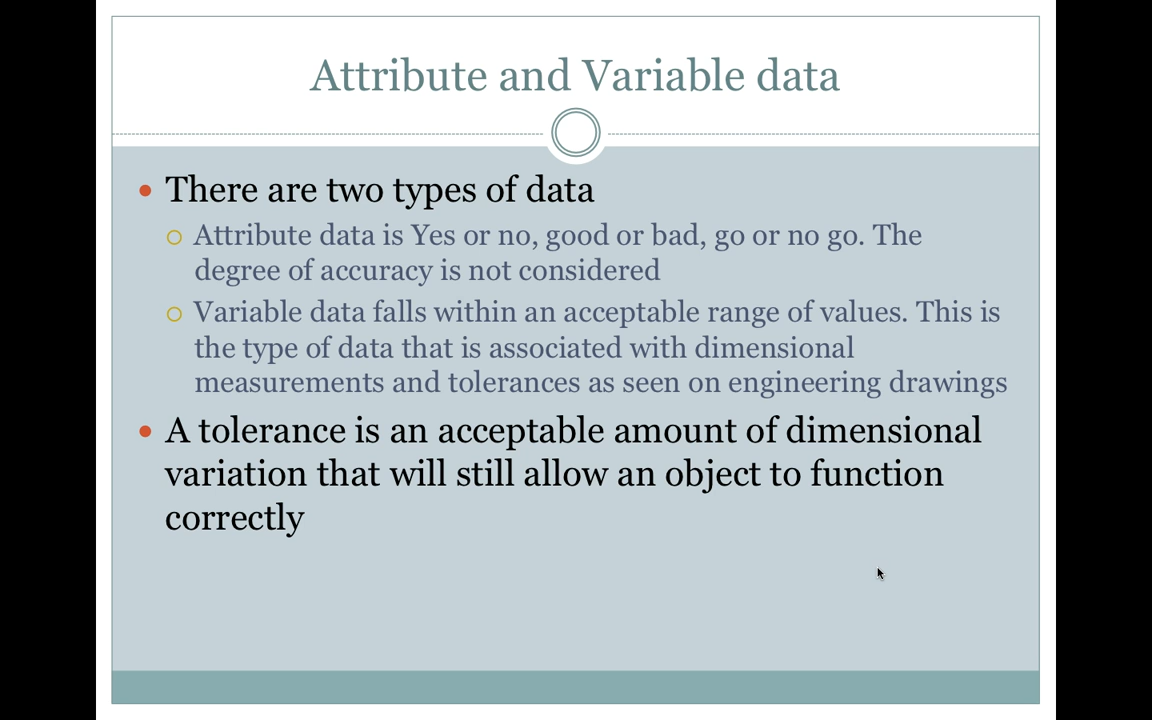 Attribute and Variable data
There are two types of data
Attribute data is Yes or no, good or bad, go or no go. The
degree of accuracy is not considered
Variable data falls within an acceptable range of values. This is
the type of data that is associated with dimensional
measurements and tolerances as seen on engineering drawings
A tolerance is an acceptable amount of dimensional
variation that will still allow an object to function
correctly